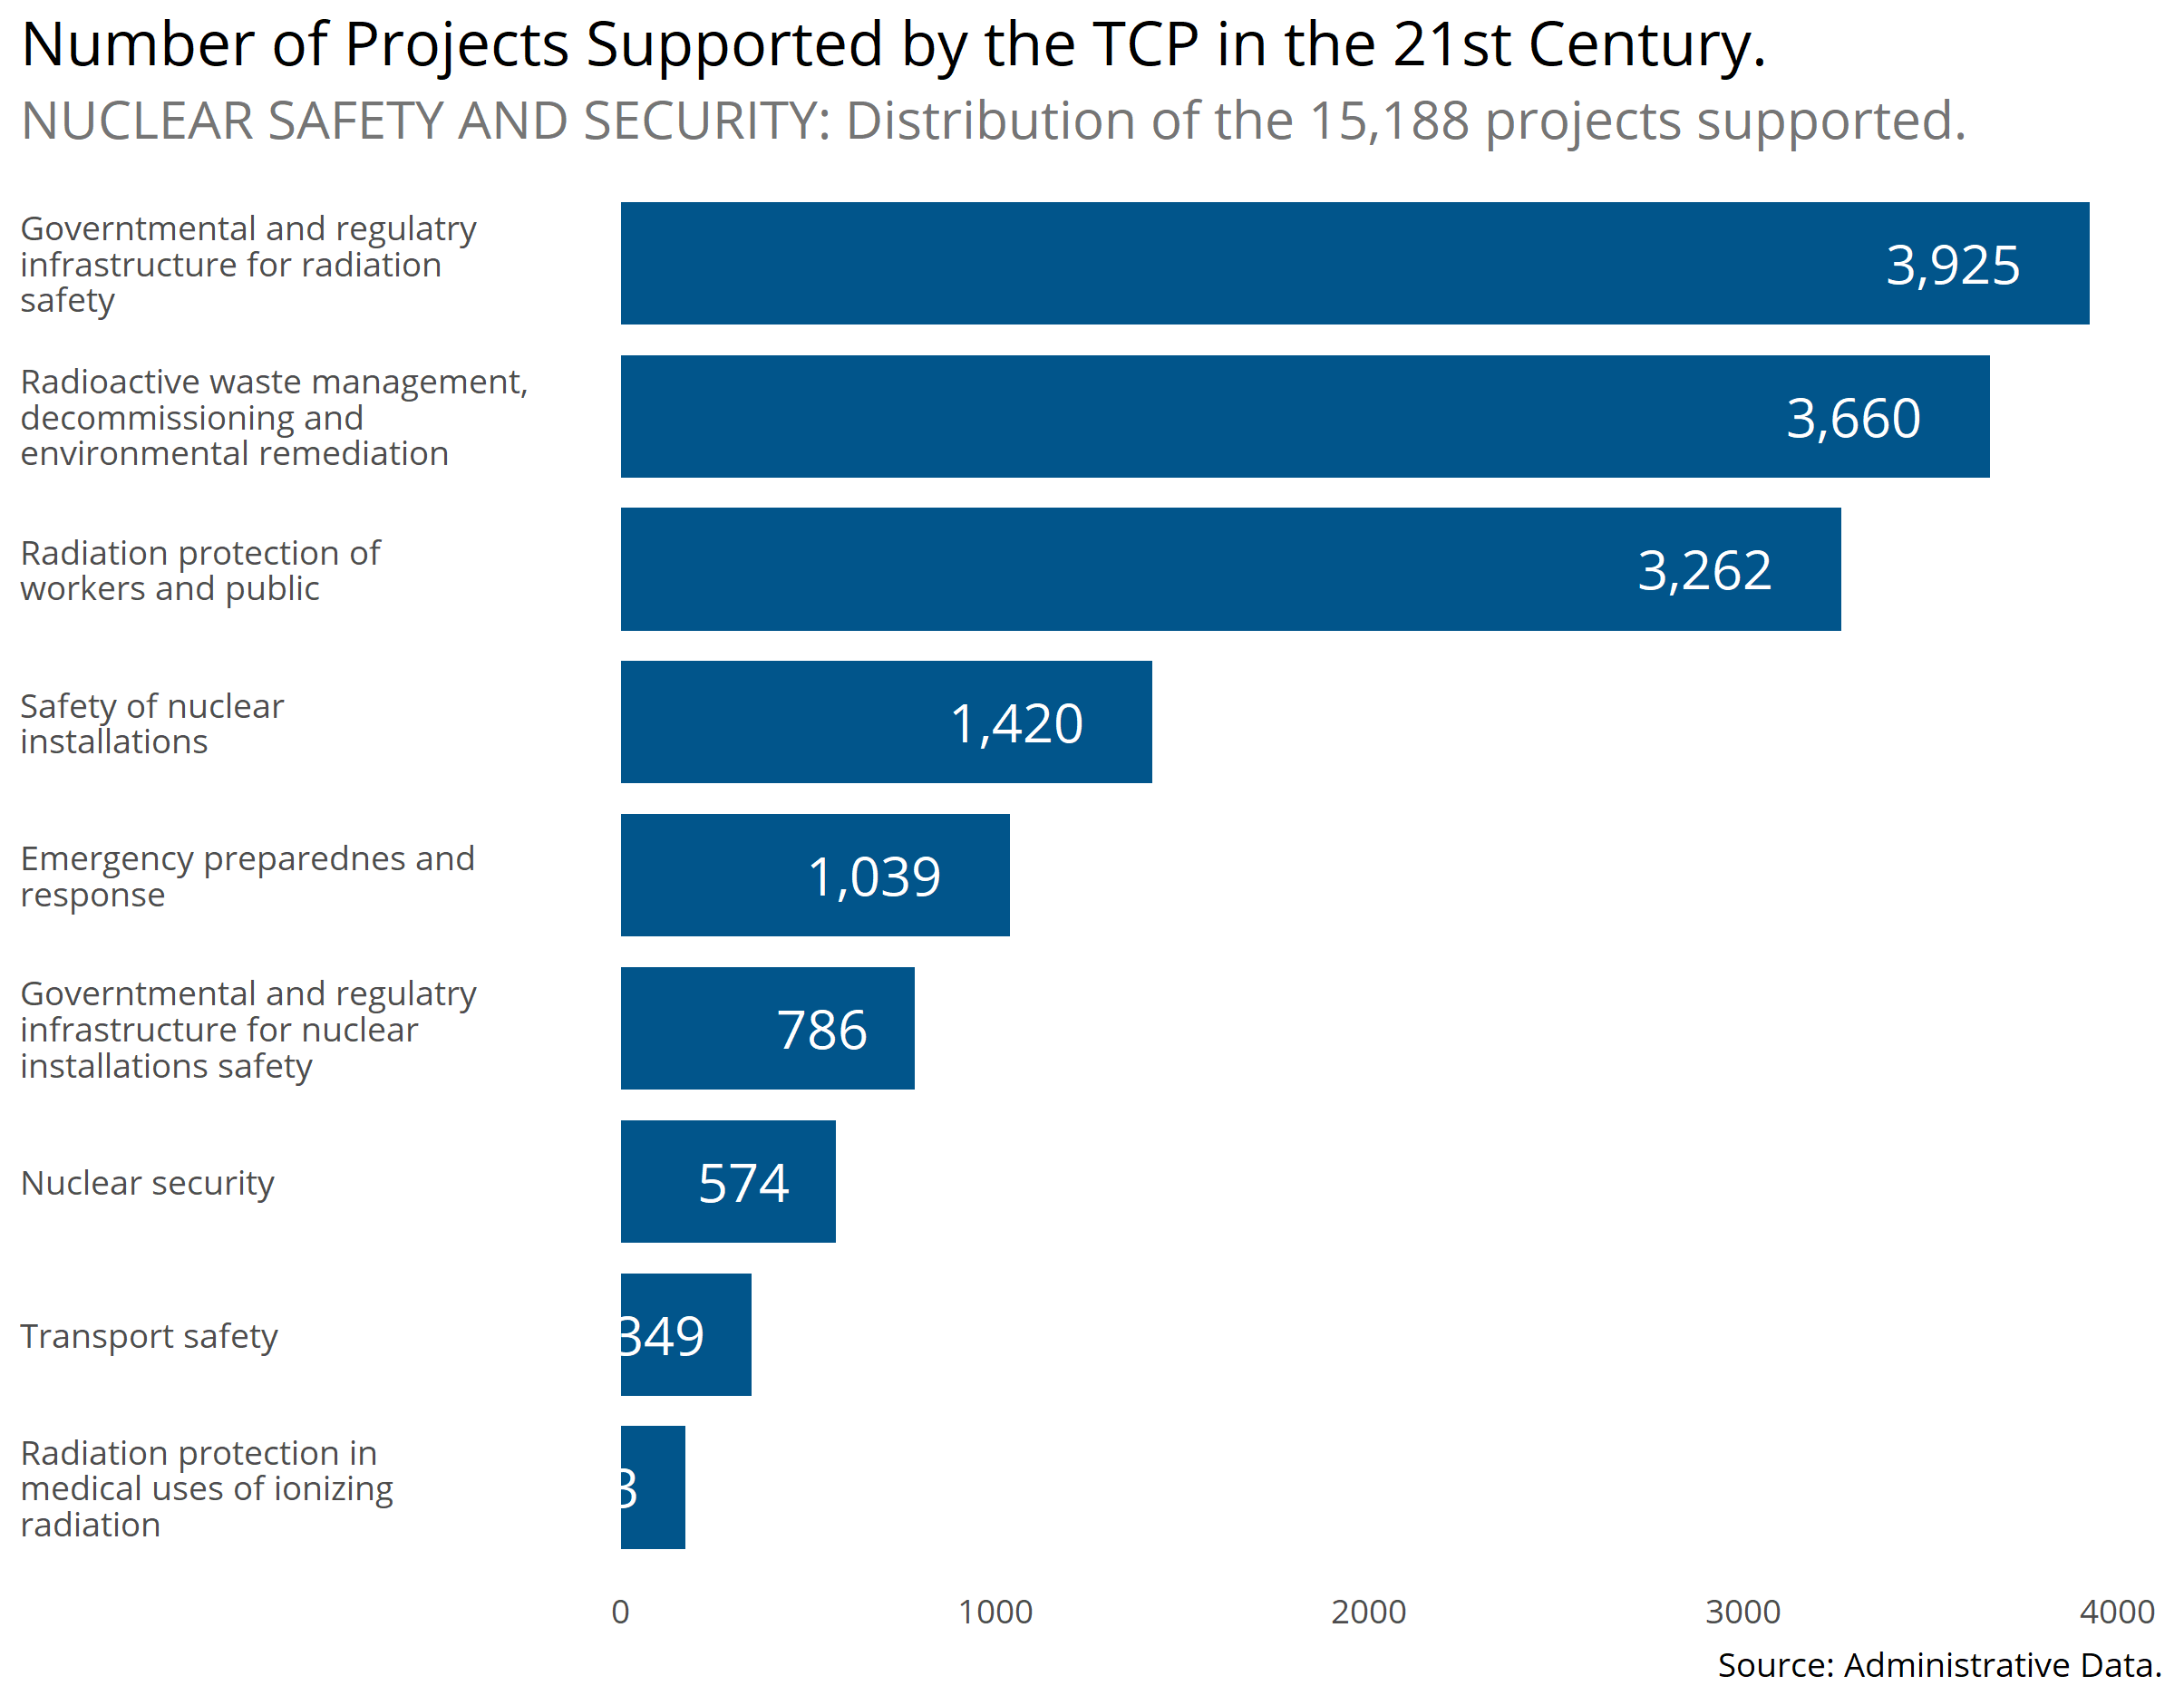 Number of Projects Supported by the TCP in the 21st Century.
NUCLEAR SAFETY AND SECURITY: Distribution of the 15,188 projects supported.
Governtmental and regulatry
infrastructure for radiation
safety
3,925
Radioactive waste management,
decommissioning and
environmental remediation
3,660
Radiation protection of
workers and public
3,262
Safety of nuclear
installations
1,420
Emergency preparednes and
response
1,039
Governtmental and regulatry
infrastructure for nuclear
installations safety
786
Nuclear security
574
Transport safety
349
Radiation protection in
medical uses of ionizing
radiation
0 1000 2000 3000 4000
Source: Administrative Data.